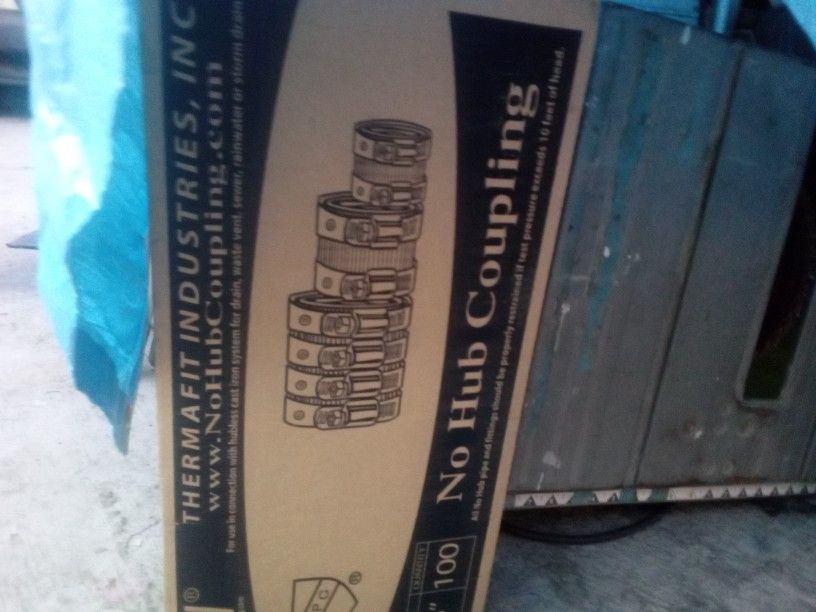 THERMAFIT INDUSTRIES, INC
www.NoHubCoupling.com
For use in connection with hubless cast iron system for drain, waste vent, sewer, rainwater or storm drain
No Hub Coupling
All No Hub pipe and fittings should be properly restrained if test pressure exceeds 10 feet of head.
QUANTITY
100
P C
®
®